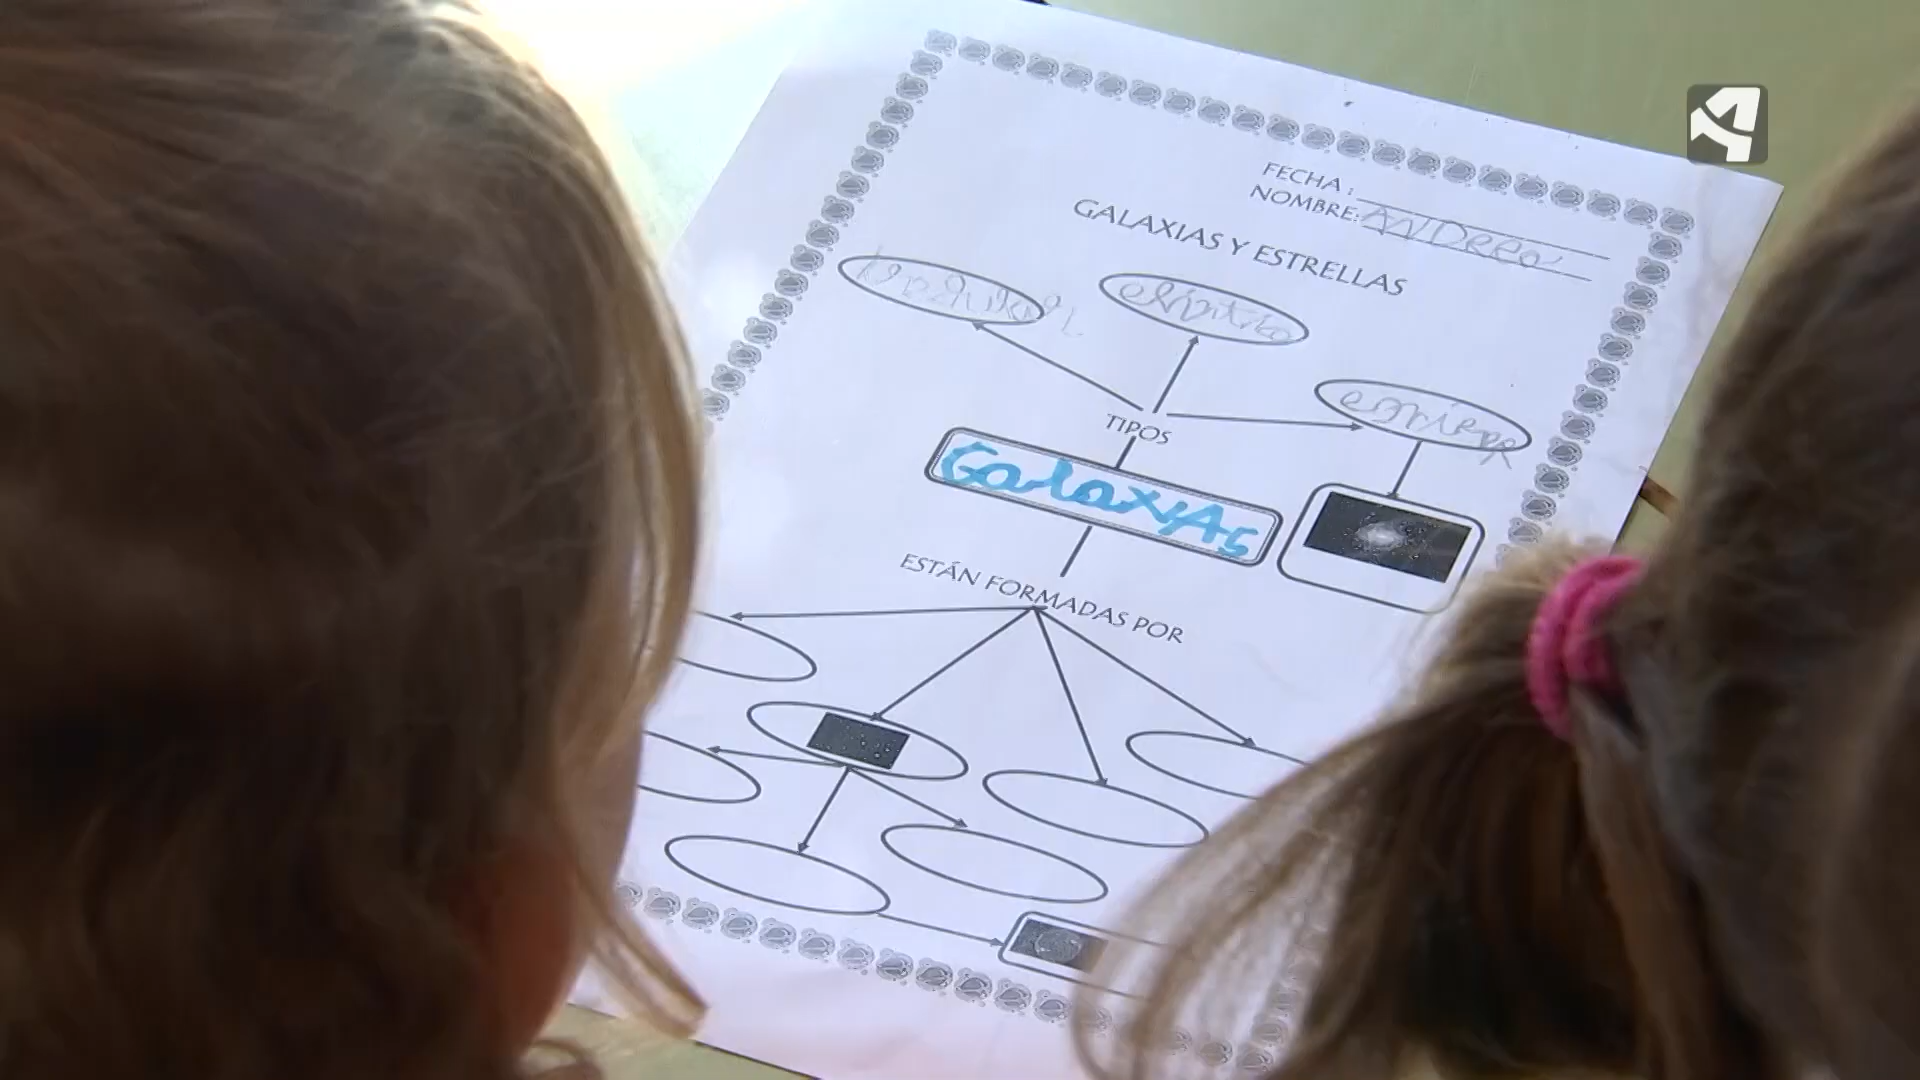 FECHA:
NOMBRE:
GALAXIAS Y ESTRELLAS
TIPOS
GalaxiAs
ESTÁN FORMADAS POR